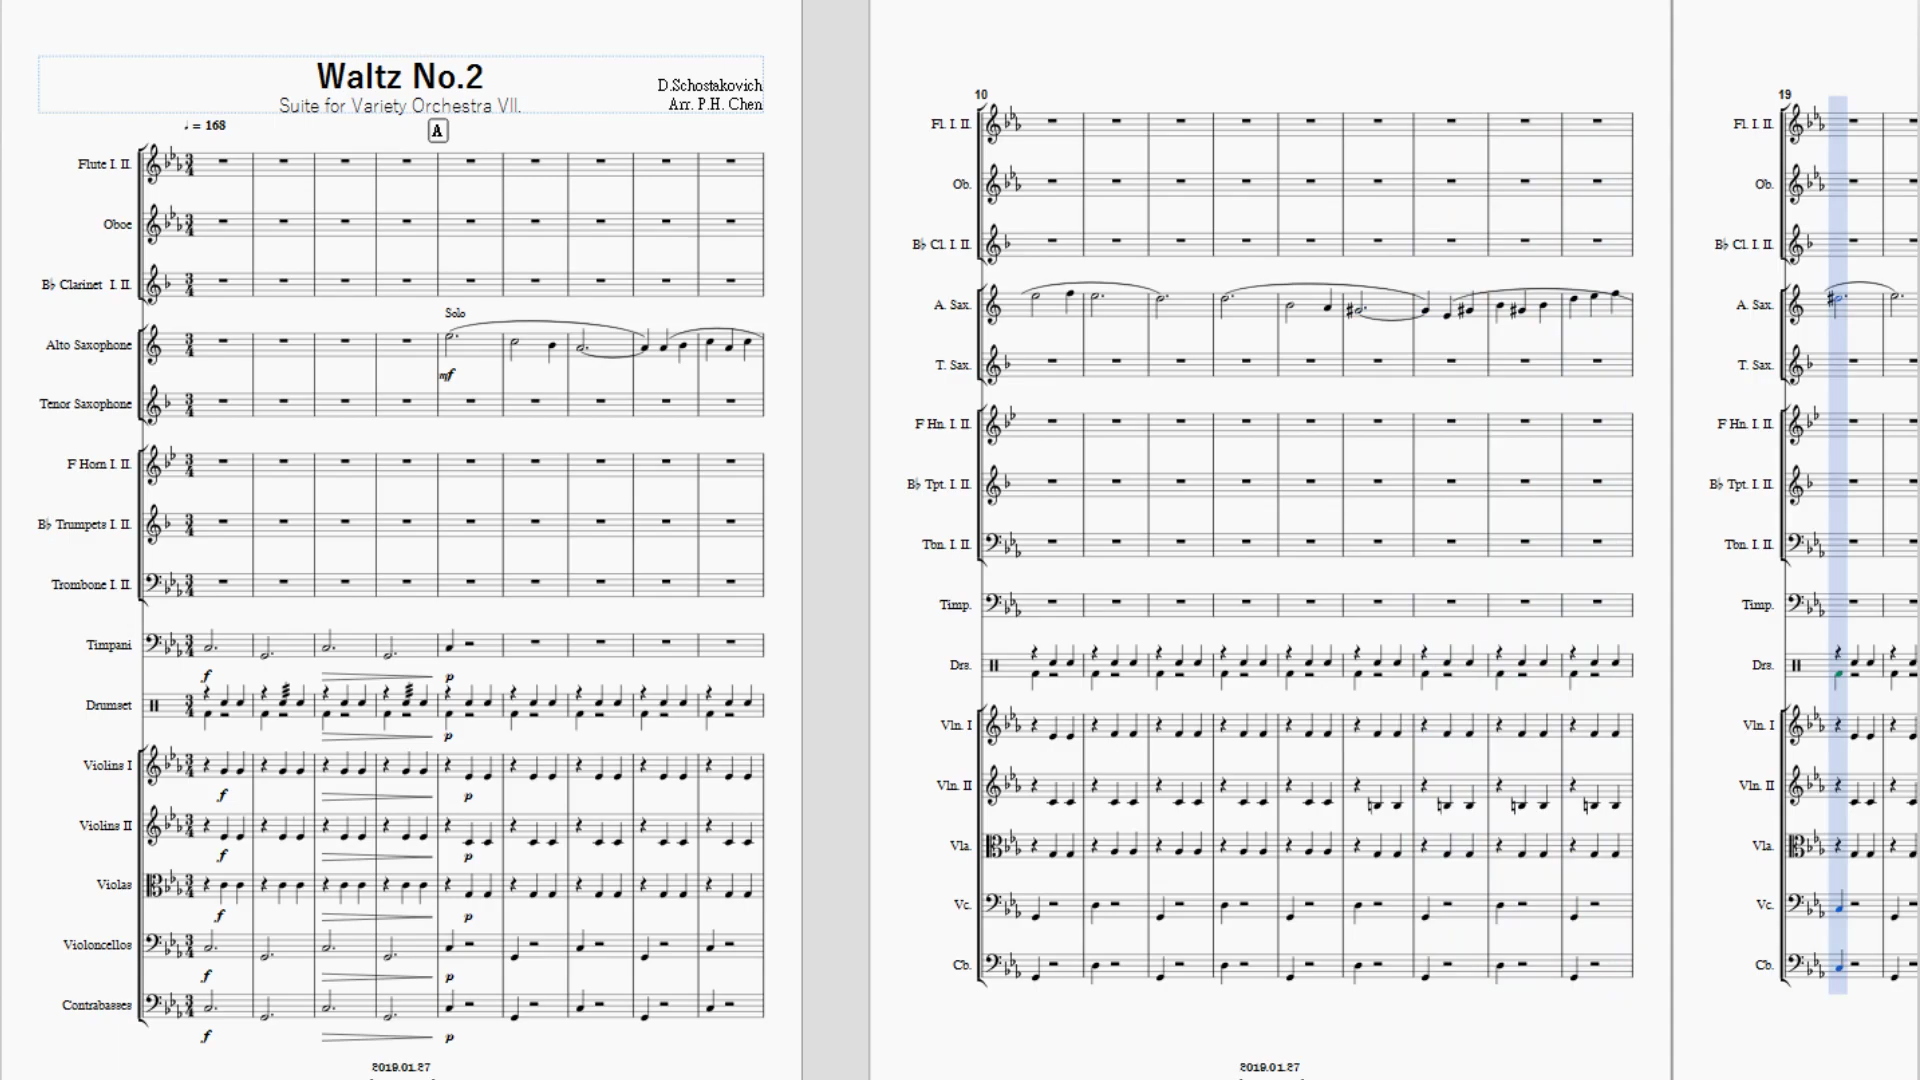 Waltz No.2
Suite for Variety Orchestra VII.
D.Schostakovich
Arr. P.H. Chen
♩ = 168
A
Flute I. II.
Oboe
B♭ Clarinet I. II.
Solo
Alto Saxophone
mf
Tenor Saxophone
F Horn I. II.
B♭ Trumpets I. II.
Trombone I. II.
Timpani
f p
Drumset
p
Violins I
f p
Violins II
f p
Violas
f p
Violoncellos
f p
Contrabasses
f p
2019.01.27
10
Fl. I. II.
Ob.
B♭ Cl. I. II.
A. Sax.
T. Sax.
F Hn. I. II.
B♭ Tpt. I. II.
Tbn. I. II.
Timp.
Drs.
Vln. I
Vln. II
Vla.
Vc.
Cb.
2019.01.27
19
Fl. I. II.
Ob.
B♭ Cl. I. II.
A. Sax.
T. Sax.
F Hn. I. II.
B♭ Tpt. I. II.
Tbn. I. II.
Timp.
Drs.
Vln. I
Vln. II
Vla.
Vc.
Cb.